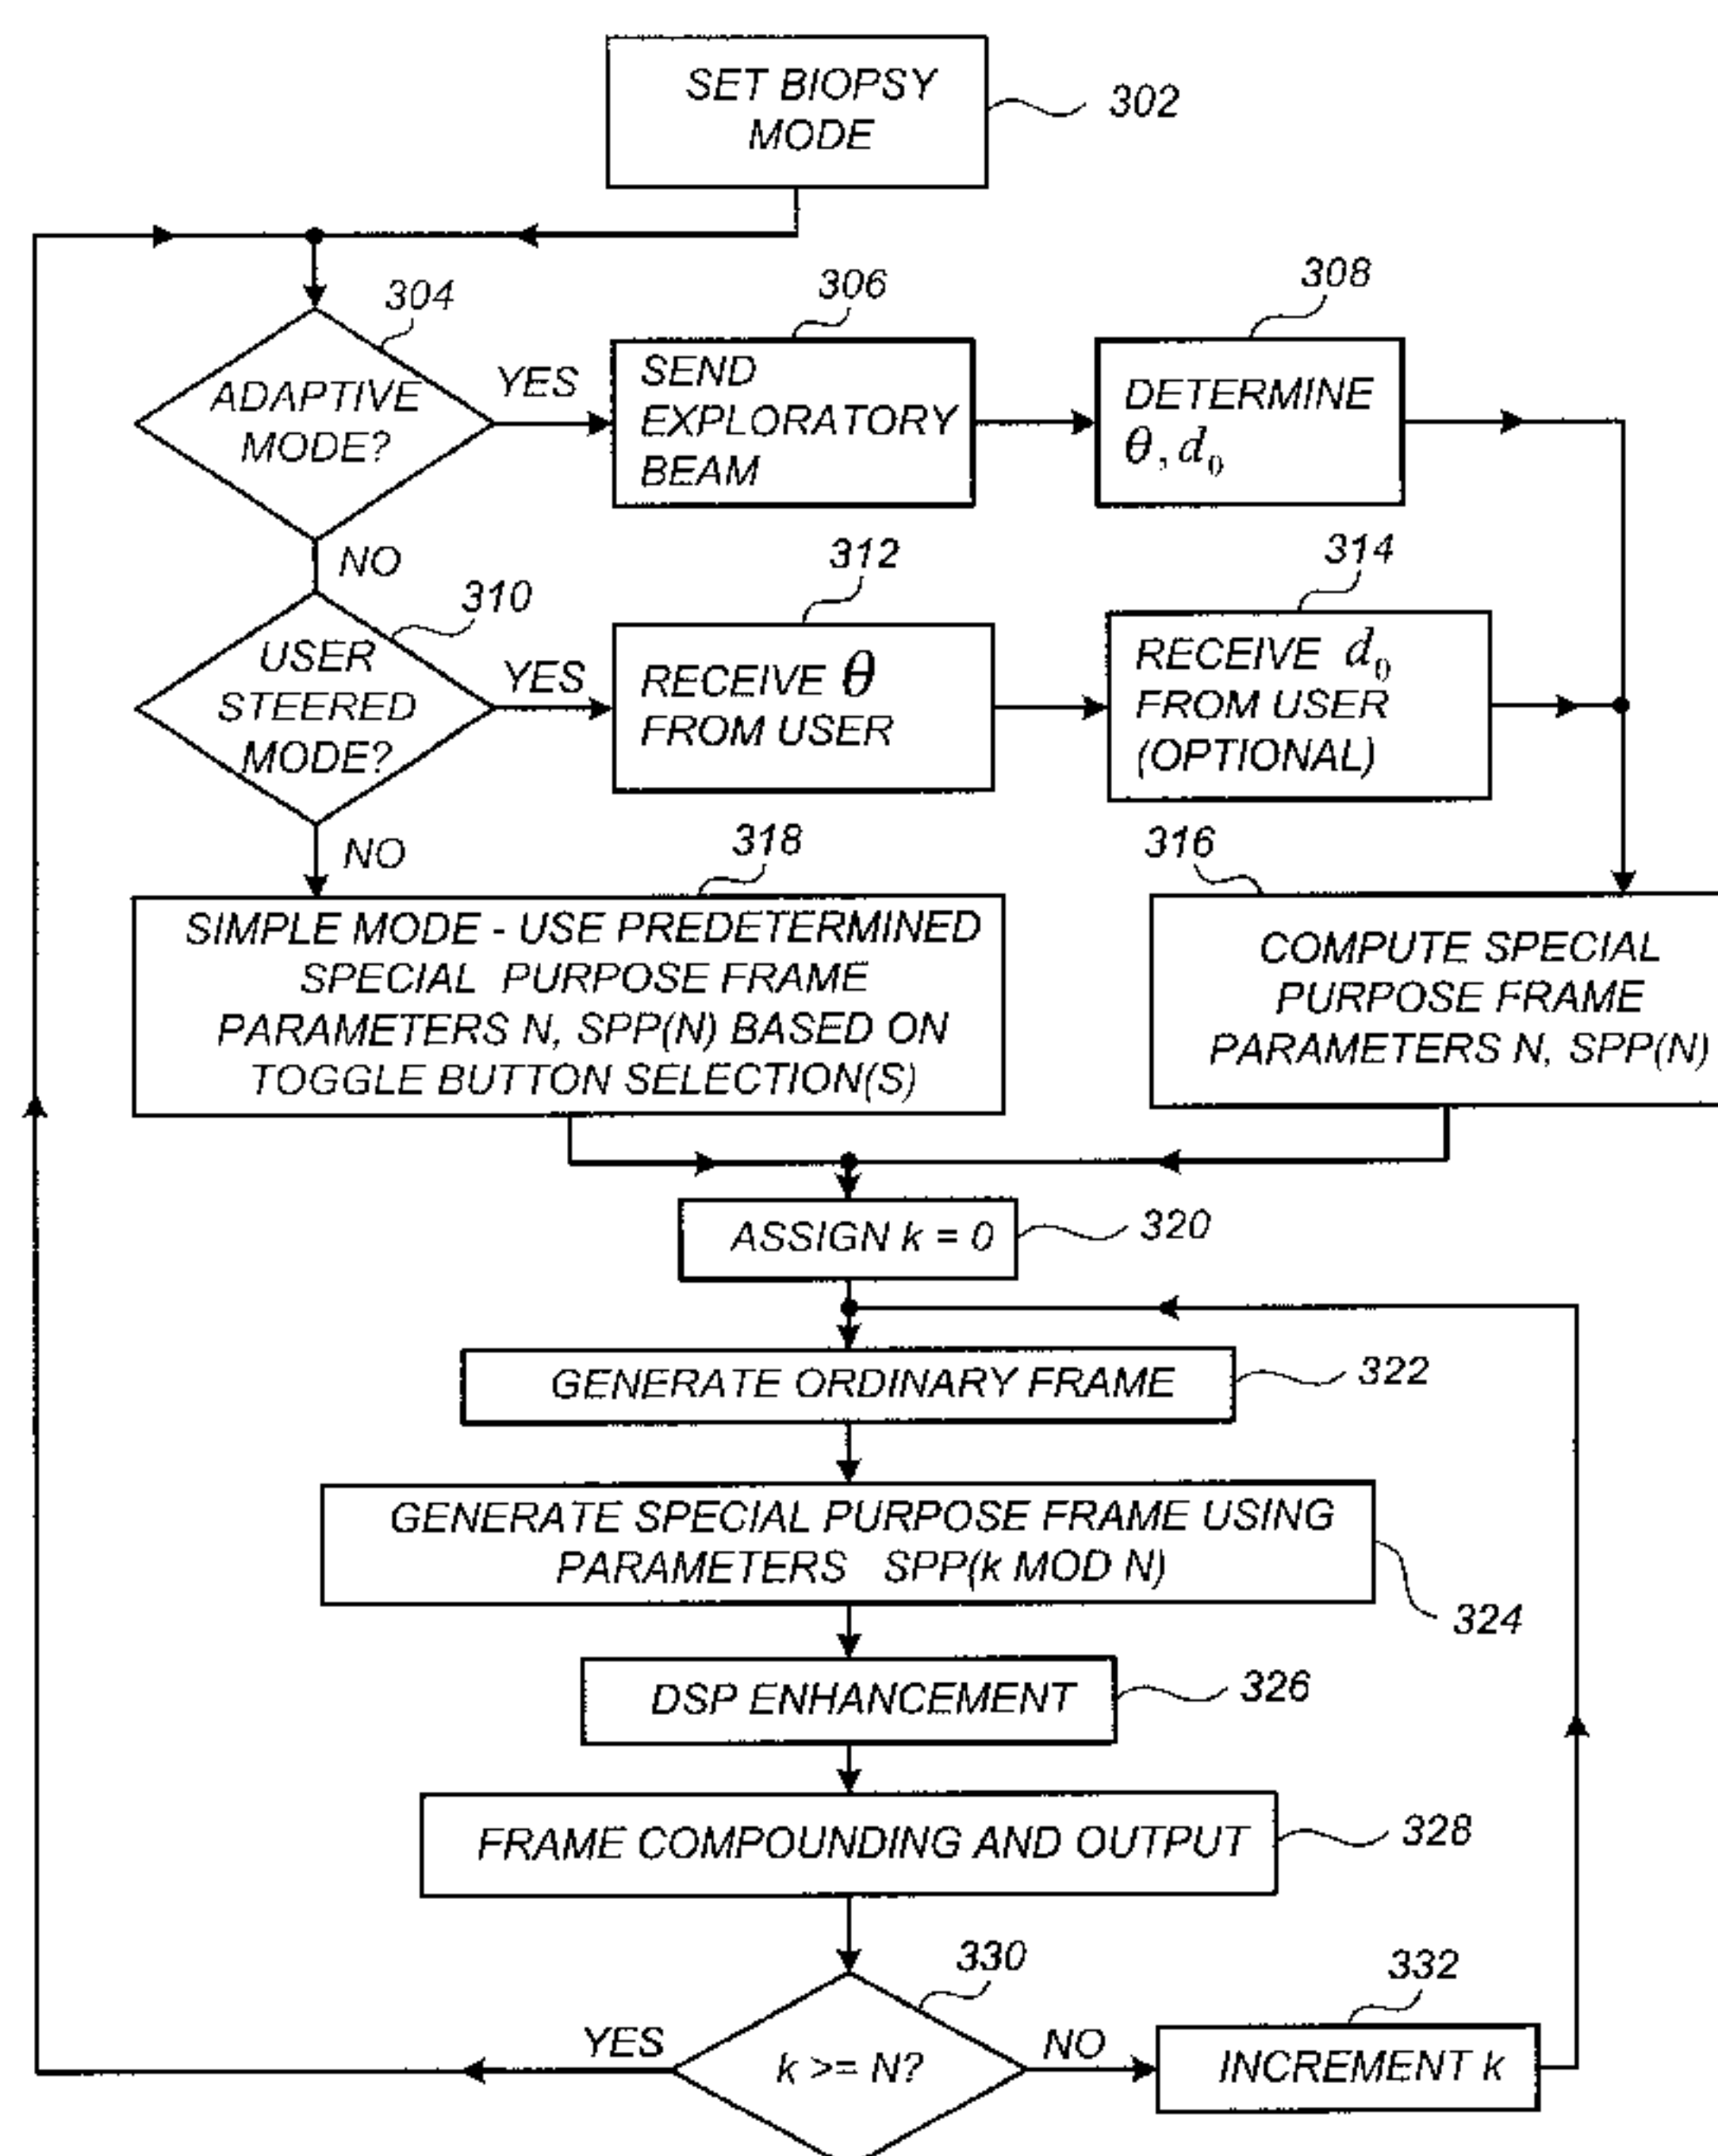 SET BIOPSY
MODE
302
304
ADAPTIVE
MODE?
YES
NO
306
SEND
EXPLORATORY
BEAM
308
DETERMINE
θ, d₀
310
USER
STEERED
MODE?
YES
NO
312
RECEIVE θ
FROM USER
314
RECEIVE d₀
FROM USER
(OPTIONAL)
318
SIMPLE MODE - USE PREDETERMINED
SPECIAL PURPOSE FRAME
PARAMETERS N, SPP(N) BASED ON
TOGGLE BUTTON SELECTION(S)
316
COMPUTE SPECIAL
PURPOSE FRAME
PARAMETERS N, SPP(N)
ASSIGN k = 0
320
GENERATE ORDINARY FRAME
322
GENERATE SPECIAL PURPOSE FRAME USING
PARAMETERS SPP(k MOD N)
324
DSP ENHANCEMENT
326
FRAME COMPOUNDING AND OUTPUT
328
330
k >= N?
YES
NO
332
INCREMENT k